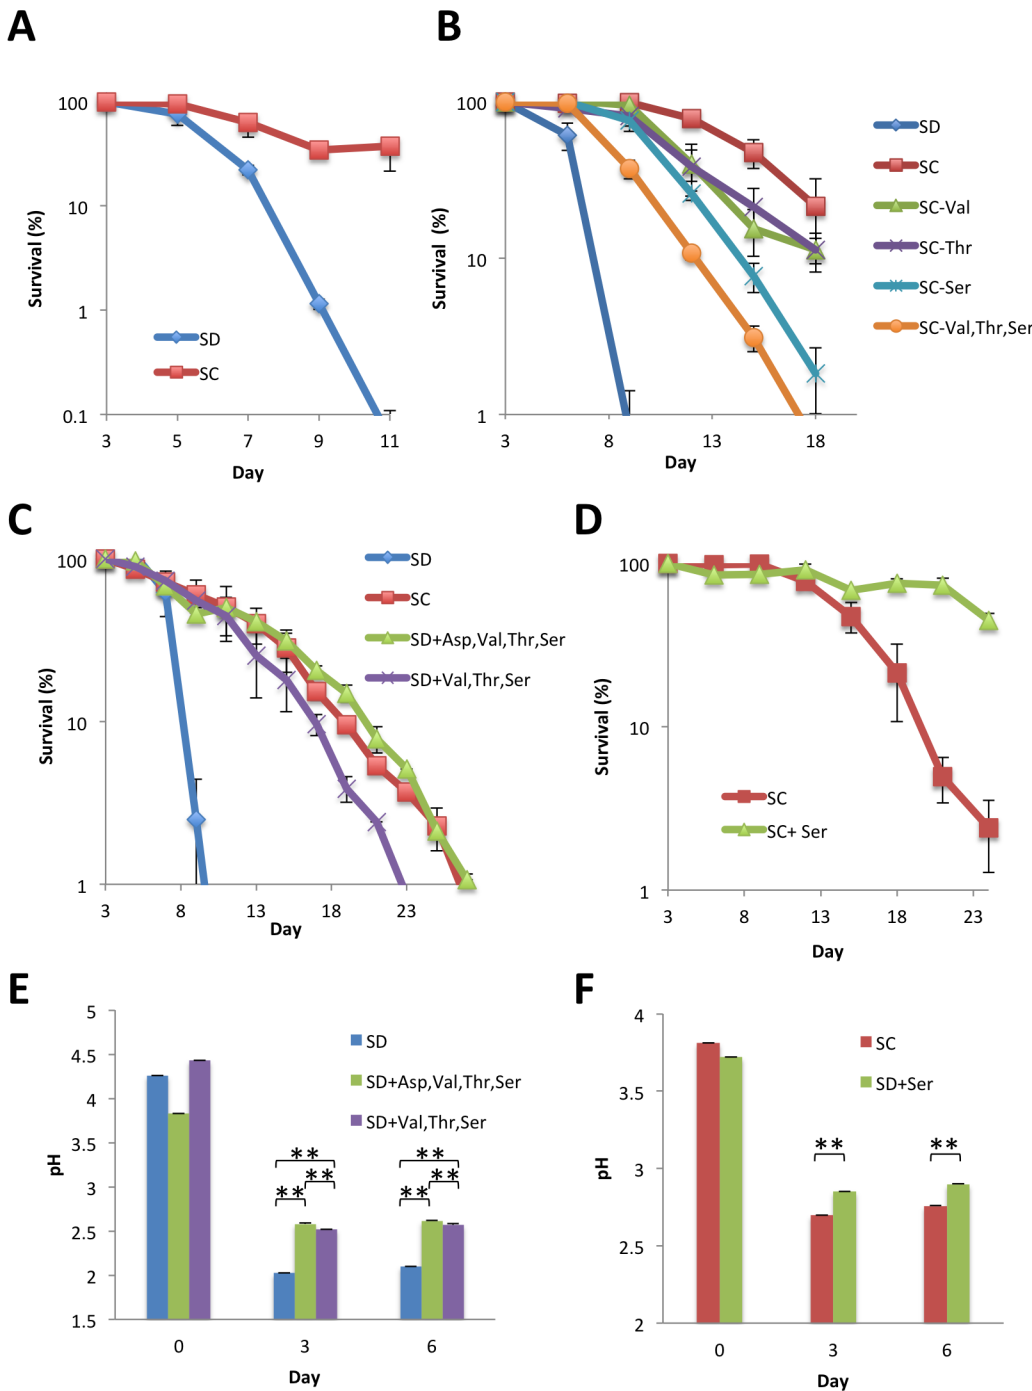 A
B
100
10
1
0.1
Survival (%)
SD
SC
3 5 7 9 11
Day
100
10
1
Survival (%)
3 8 13 18
Day
SD
SC
SC-Val
SC-Thr
SC-Ser
SC-Val,Thr,Ser
C
D
100
10
1
Survival (%)
SD
SC
SD+Asp,Val,Thr,Ser
SD+Val,Thr,Ser
3 8 13 18 23
Day
100
10
1
Survival (%)
SC
SC+ Ser
3 8 13 18 23
Day
E
F
5
4.5
4
3.5
3
2.5
2
1.5
pH
SD
SD+Asp,Val,Thr,Ser
SD+Val,Thr,Ser
** **
** **
** **
0 3 6
Day
4
3.5
3
2.5
2
pH
SC
SD+Ser
** **
0 3 6
Day